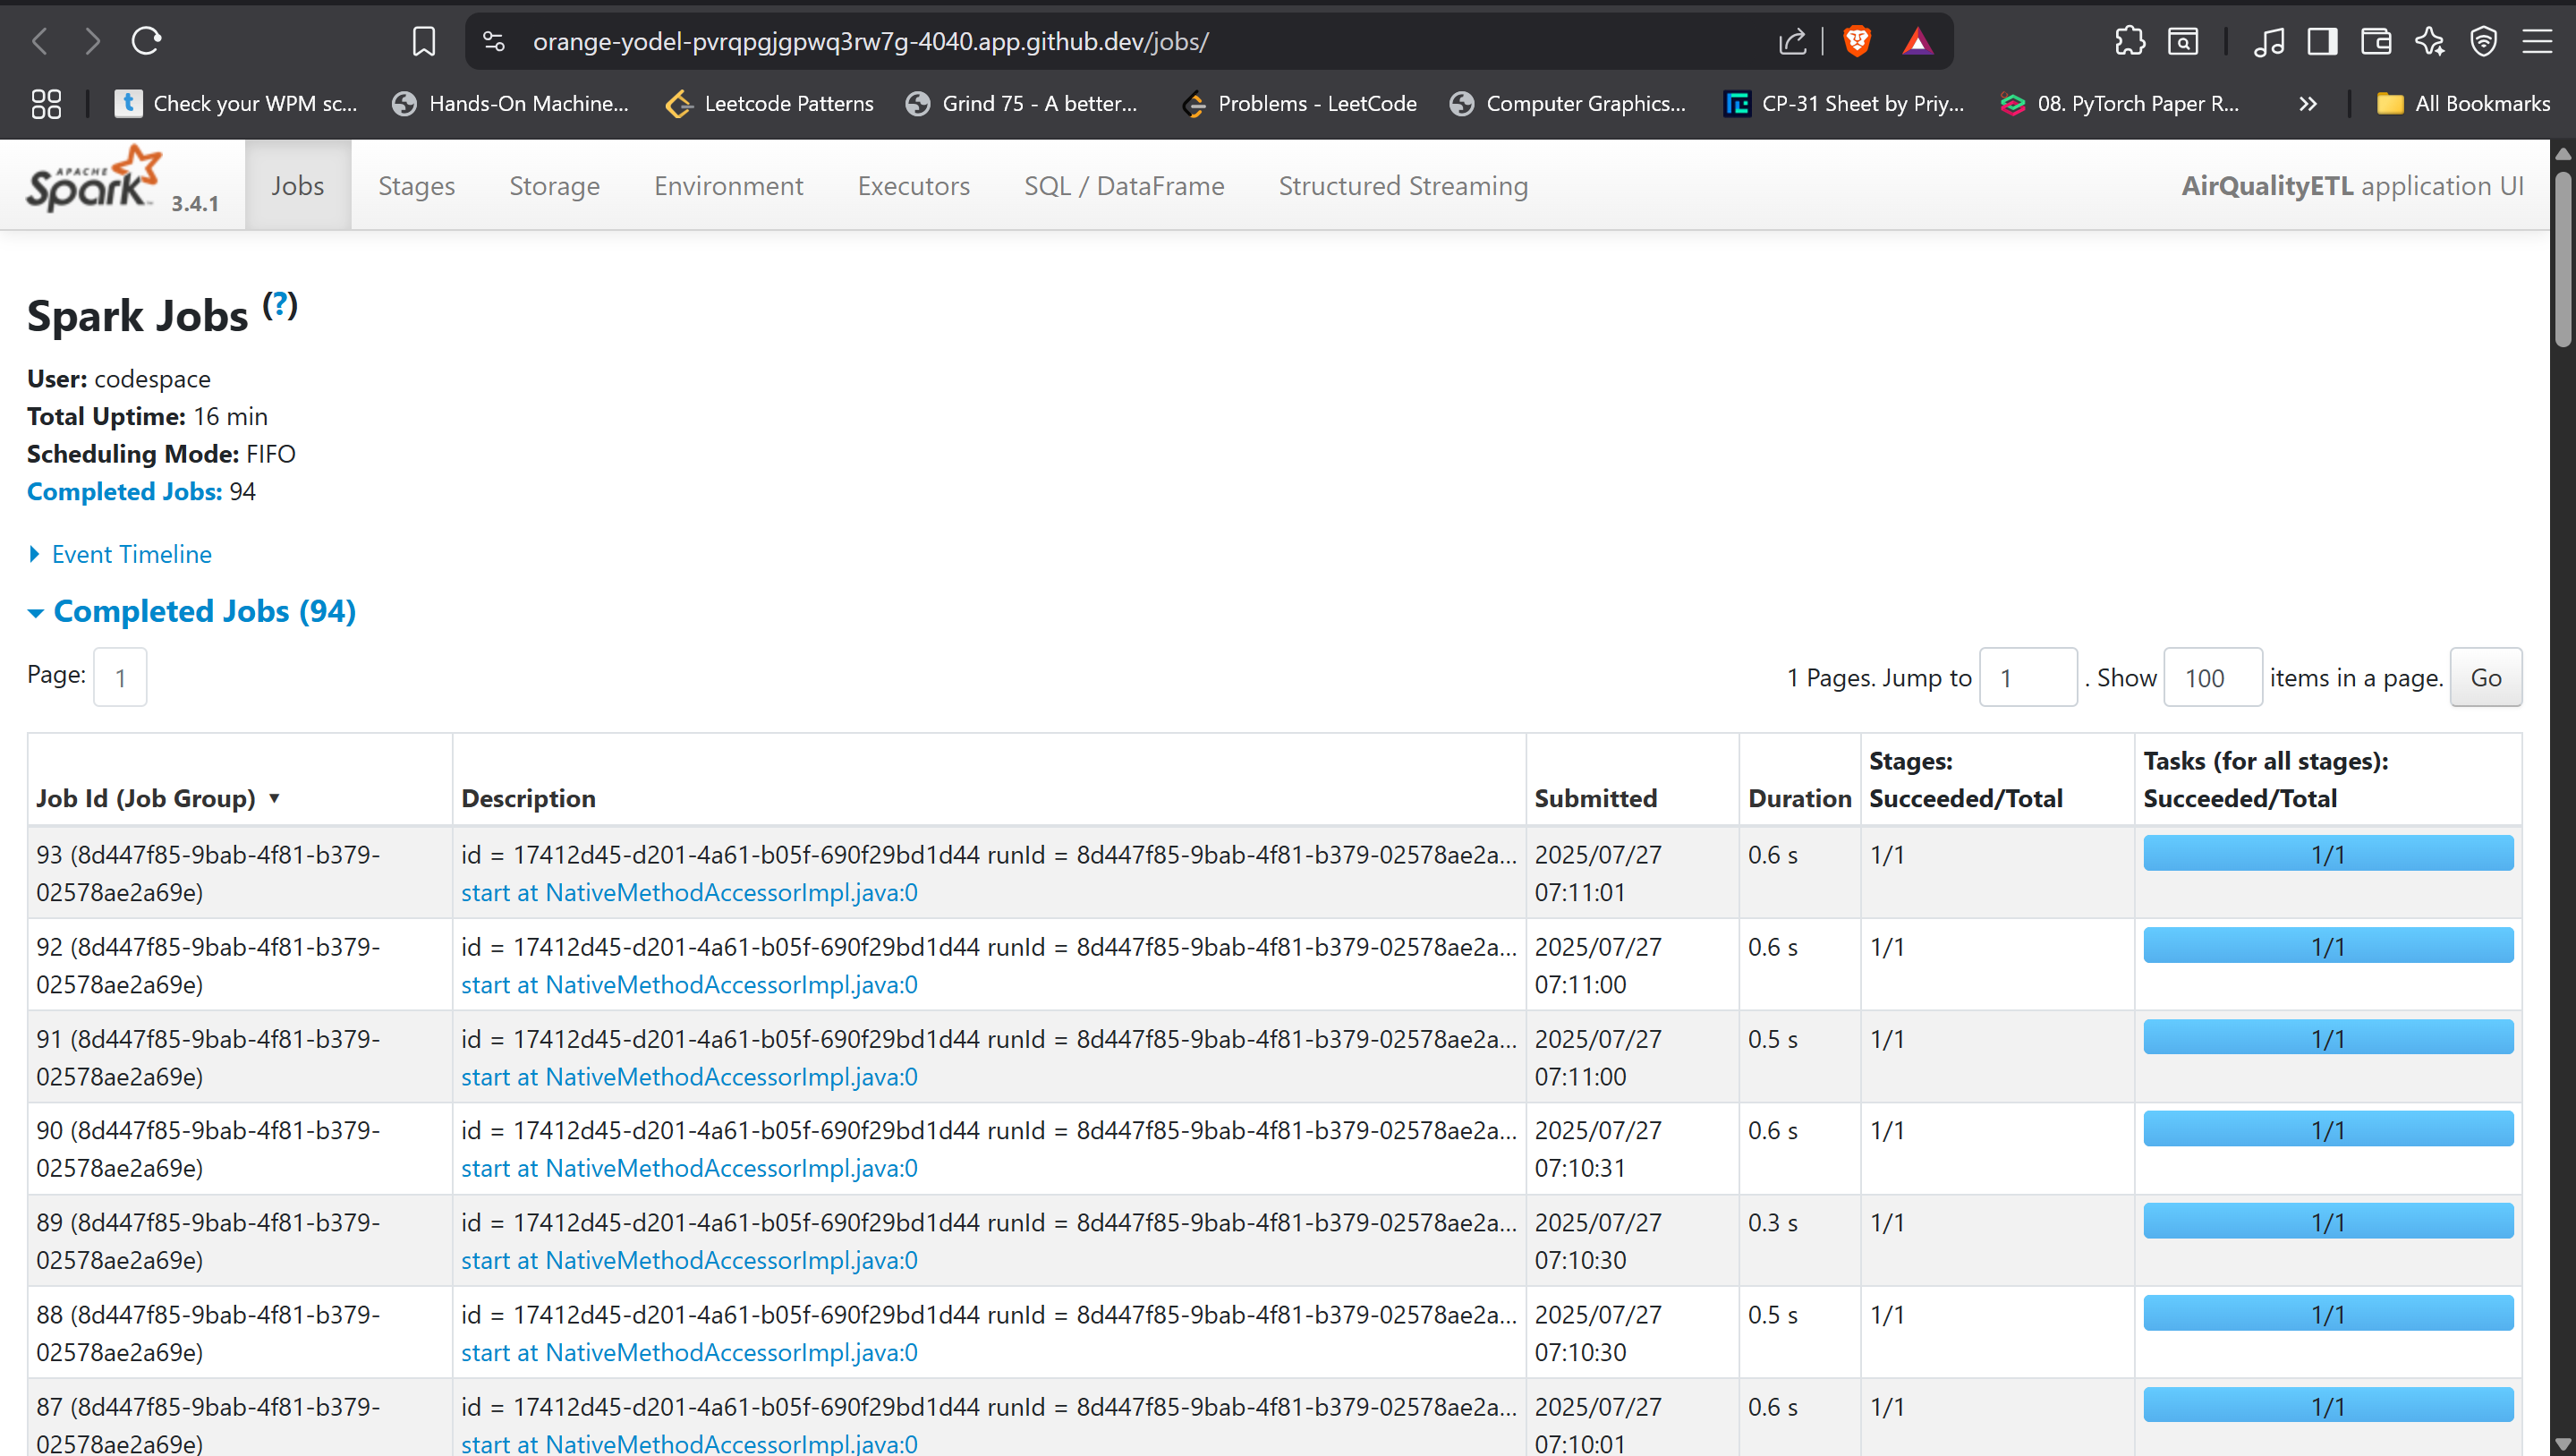 orange-yodel-pvrqpgjgpwq3rw7g-4040.app.github.dev/jobs/
Check your WPM sc...
Hands-On Machine...
Leetcode Patterns
Grind 75 - A better...
Problems - LeetCode
Computer Graphics...
CP-31 Sheet by Priy...
08. PyTorch Paper R...
All Bookmarks
APACHE Spark 3.4.1
Jobs
Stages
Storage
Environment
Executors
SQL / DataFrame
Structured Streaming
AirQualityETL application UI
Spark Jobs (?)
User: codespace
Total Uptime: 16 min
Scheduling Mode: FIFO
Completed Jobs: 94
Event Timeline
Completed Jobs (94)
Page: 1
1 Pages. Jump to 1 . Show 100 items in a page. Go
Job Id (Job Group) ▼
Description
Submitted
Duration
Stages: Succeeded/Total
Tasks (for all stages): Succeeded/Total
93 (8d447f85-9bab-4f81-b379-02578ae2a69e)
id = 17412d45-d201-4a61-b05f-690f29bd1d44 runId = 8d447f85-9bab-4f81-b379-02578ae2a...
start at NativeMethodAccessorImpl.java:0
2025/07/27 07:11:01
0.6 s
1/1
1/1
92 (8d447f85-9bab-4f81-b379-02578ae2a69e)
id = 17412d45-d201-4a61-b05f-690f29bd1d44 runId = 8d447f85-9bab-4f81-b379-02578ae2a...
start at NativeMethodAccessorImpl.java:0
2025/07/27 07:11:00
0.6 s
1/1
1/1
91 (8d447f85-9bab-4f81-b379-02578ae2a69e)
id = 17412d45-d201-4a61-b05f-690f29bd1d44 runId = 8d447f85-9bab-4f81-b379-02578ae2a...
start at NativeMethodAccessorImpl.java:0
2025/07/27 07:11:00
0.5 s
1/1
1/1
90 (8d447f85-9bab-4f81-b379-02578ae2a69e)
id = 17412d45-d201-4a61-b05f-690f29bd1d44 runId = 8d447f85-9bab-4f81-b379-02578ae2a...
start at NativeMethodAccessorImpl.java:0
2025/07/27 07:10:31
0.6 s
1/1
1/1
89 (8d447f85-9bab-4f81-b379-02578ae2a69e)
id = 17412d45-d201-4a61-b05f-690f29bd1d44 runId = 8d447f85-9bab-4f81-b379-02578ae2a...
start at NativeMethodAccessorImpl.java:0
2025/07/27 07:10:30
0.3 s
1/1
1/1
88 (8d447f85-9bab-4f81-b379-02578ae2a69e)
id = 17412d45-d201-4a61-b05f-690f29bd1d44 runId = 8d447f85-9bab-4f81-b379-02578ae2a...
start at NativeMethodAccessorImpl.java:0
2025/07/27 07:10:30
0.5 s
1/1
1/1
87 (8d447f85-9bab-4f81-b379-02578ae2a69e)
id = 17412d45-d201-4a61-b05f-690f29bd1d44 runId = 8d447f85-9bab-4f81-b379-02578ae2a...
start at NativeMethodAccessorImpl.java:0
2025/07/27 07:10:01
0.6 s
1/1
1/1